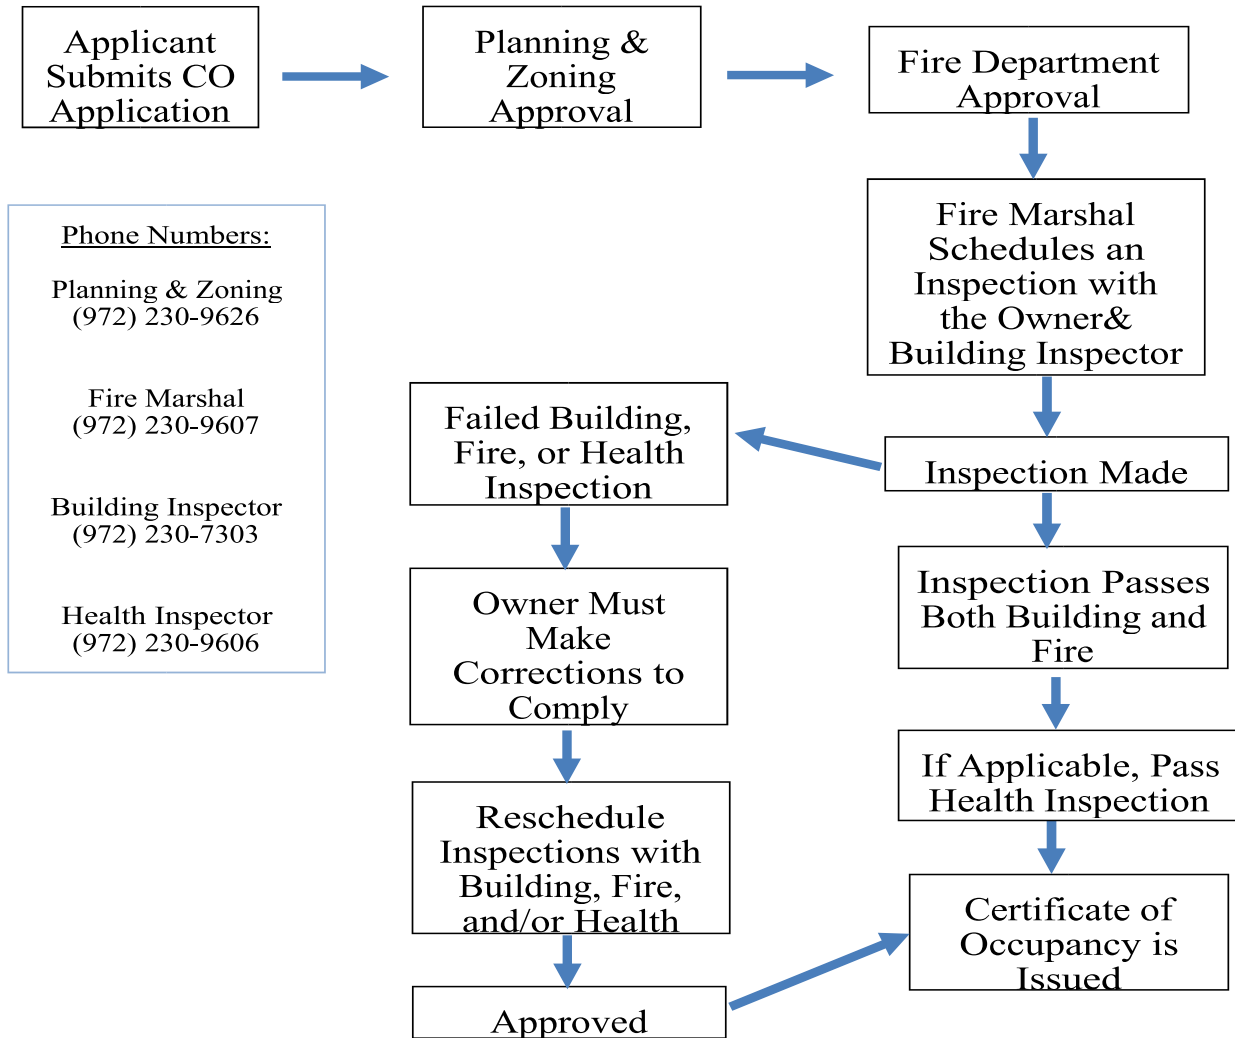 Applicant
Submits CO
Application
Planning &
Zoning
Approval
Fire Department
Approval
Phone Numbers:
Planning & Zoning
(972) 230-9626
Fire Marshal
(972) 230-9607
Building Inspector
(972) 230-7303
Health Inspector
(972) 230-9606
Fire Marshal
Schedules an
Inspection with
the Owner&
Building Inspector
Inspection Made
Failed Building,
Fire, or Health
Inspection
Owner Must
Make
Corrections to
Comply
Reschedule
Inspections with
Building, Fire,
and/or Health
Approved
Inspection Passes
Both Building and
Fire
If Applicable, Pass
Health Inspection
Certificate of
Occupancy is
Issued